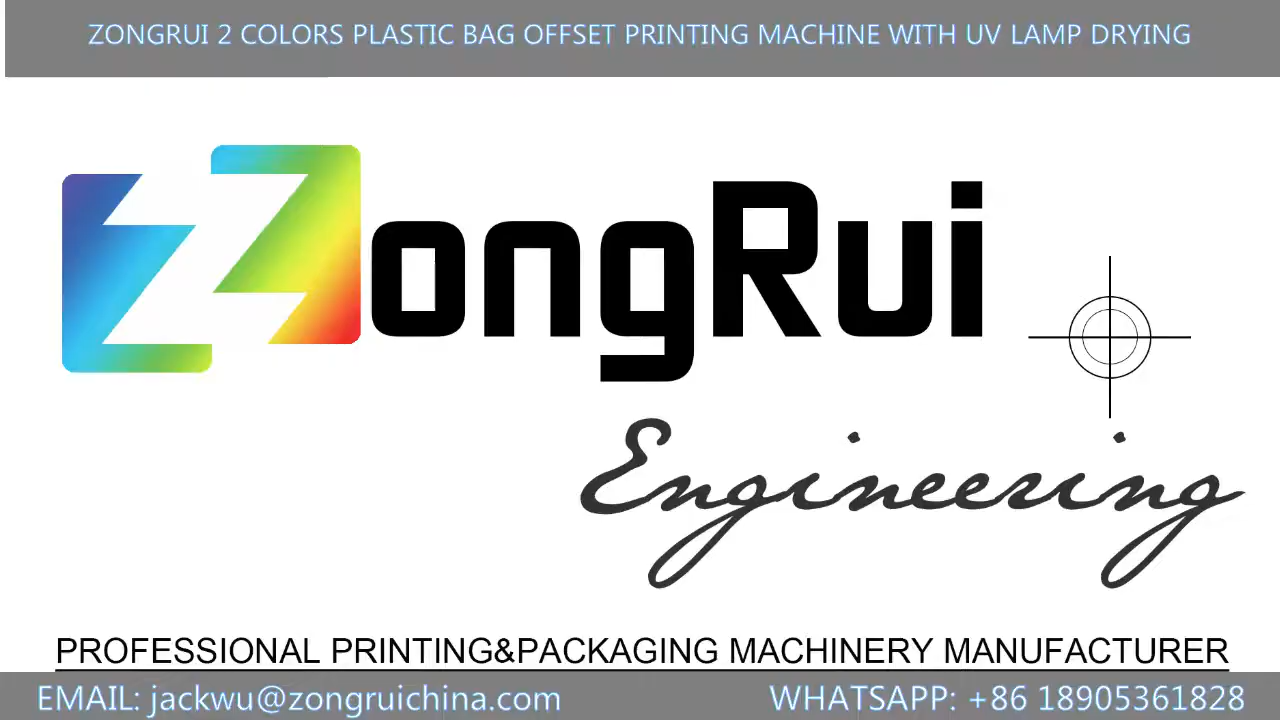 ZONGRUI 2 COLORS PLASTIC BAG OFFSET PRINTING MACHINE WITH UV LAMP DRYING
ZongRui
Engineering
PROFESSIONAL PRINTING&PACKAGING MACHINERY MANUFACTURER
EMAIL: jackwu@zongruichina.com
WHATSAPP: +86 18905361828